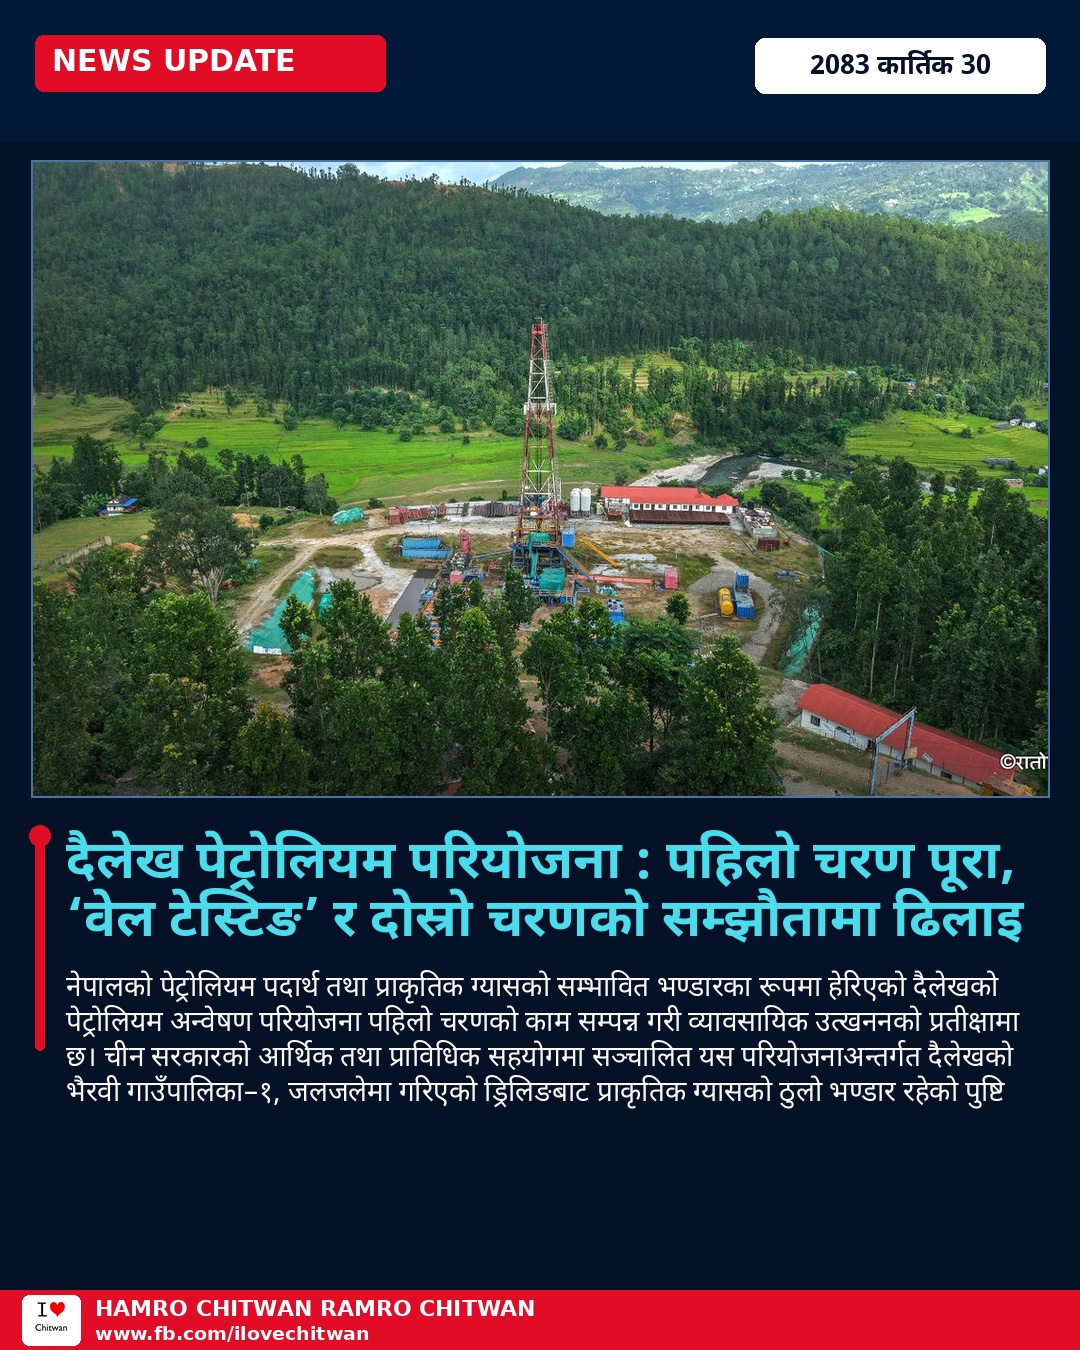 NEWS UPDATE
2083 कार्तिक 30
©रातो
दैलेख पेट्रोलियम परियोजना : पहिलो चरण पूरा,
‘वेल टेस्टिङ’ र दोस्रो चरणको सम्झौतामा ढिलाइ
नेपालको पेट्रोलियम पदार्थ तथा प्राकृतिक ग्यासको सम्भावित भण्डारका रूपमा हेरिएको दैलेखको
पेट्रोलियम अन्वेषण परियोजना पहिलो चरणको काम सम्पन्न गरी व्यावसायिक उत्खननको प्रतीक्षामा
छ। चीन सरकारको आर्थिक तथा प्राविधिक सहयोगमा सञ्चालित यस परियोजनाअन्तर्गत दैलेखको
भैरवी गाउँपालिका–१, जलजलेमा गरिएको ड्रिलिङबाट प्राकृतिक ग्यासको ठुलो भण्डार रहेको पुष्टि
I❤
Chitwan
HAMRO CHITWAN RAMRO CHITWAN
www.fb.com/ilovechitwan